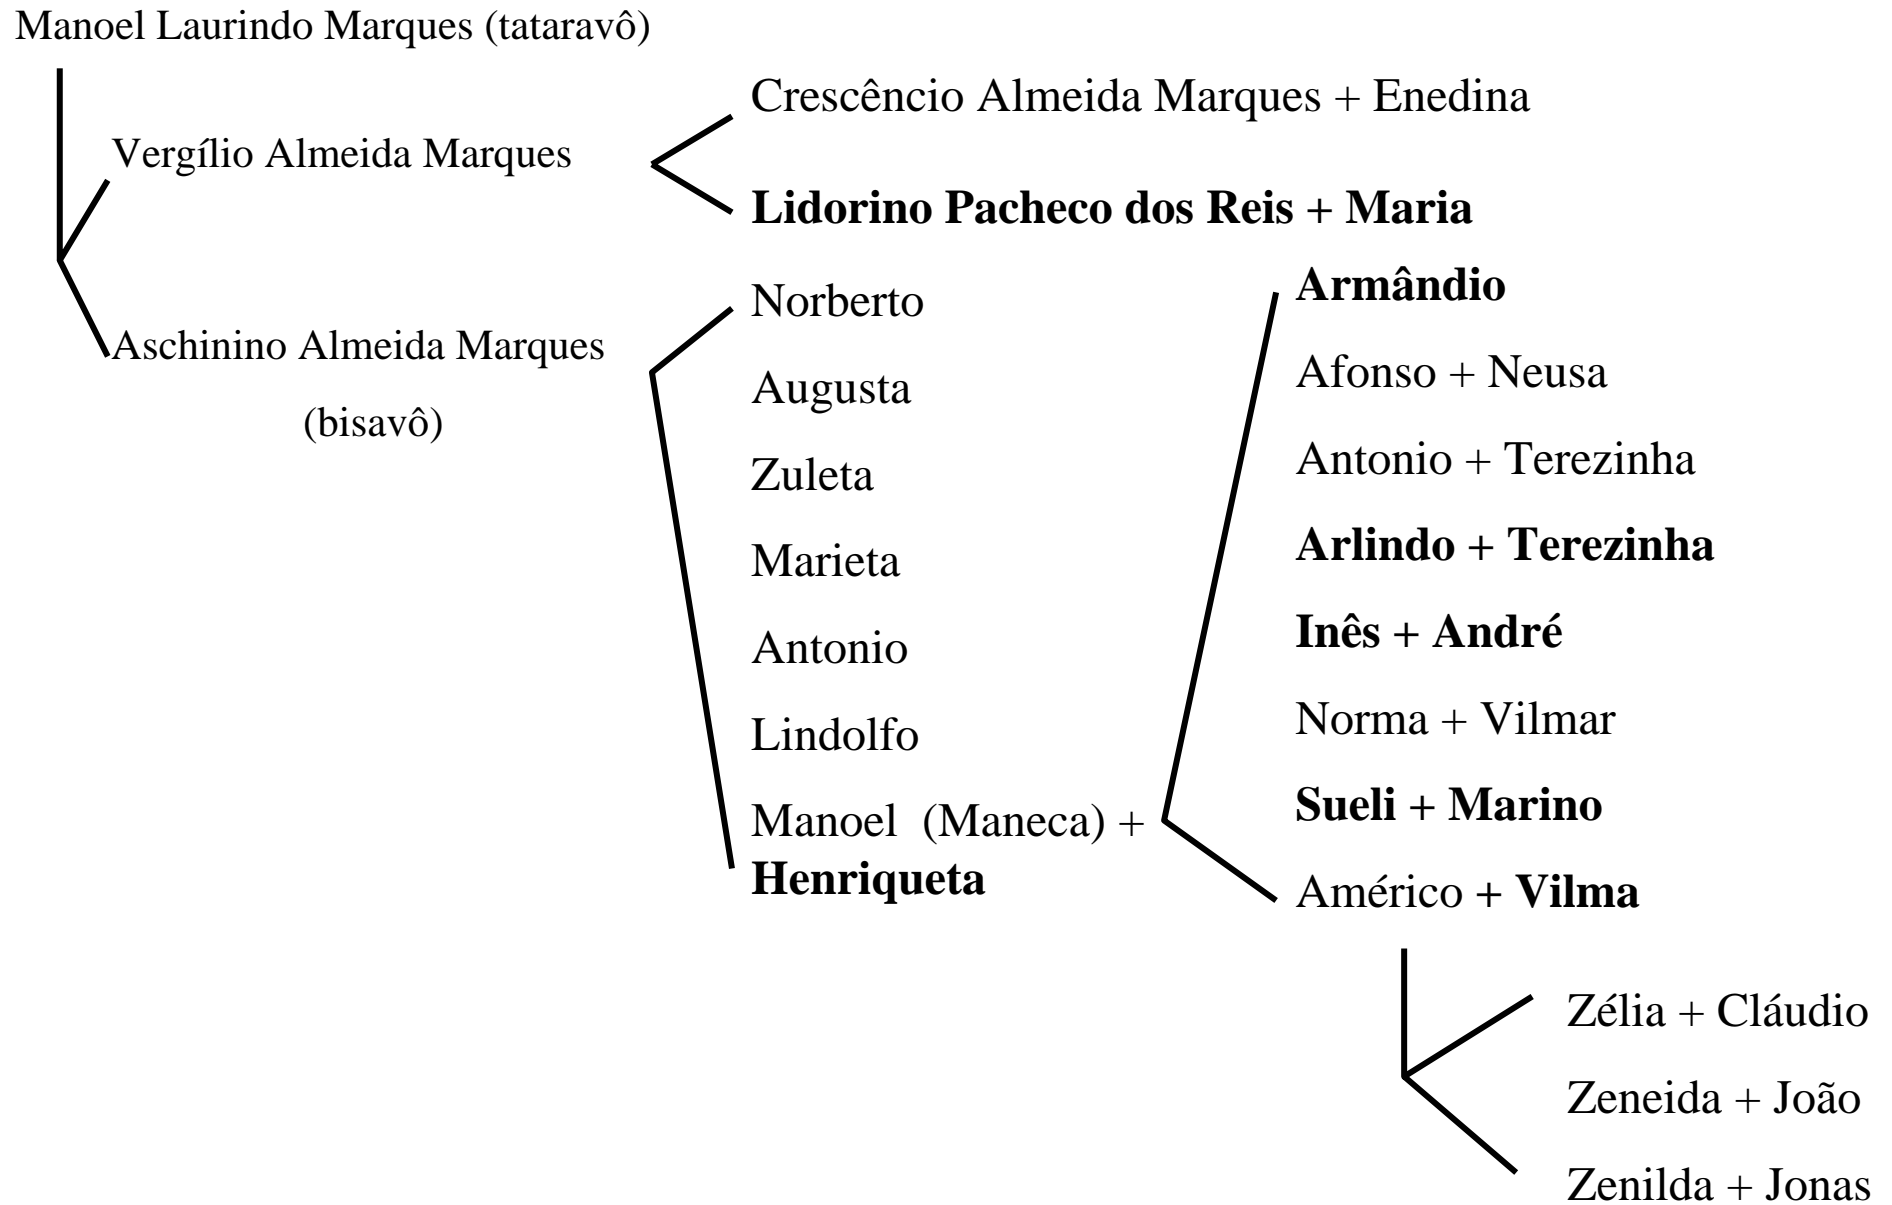 Manoel Laurindo Marques (tataravô)
Vergílio Almeida Marques
Crescêncio Almeida Marques + Enedina
Lidorino Pacheco dos Reis + Maria
Aschinino Almeida Marques
(bisavô)
Norberto
Augusta
Zuleta
Marieta
Antonio
Lindolfo
Manoel (Maneca) +
Henriqueta
Armândio
Afonso + Neusa
Antonio + Terezinha
Arlindo + Terezinha
Inês + André
Norma + Vilmar
Sueli + Marino
Américo + Vilma
Zélia + Cláudio
Zeneida + João
Zenilda + Jonas